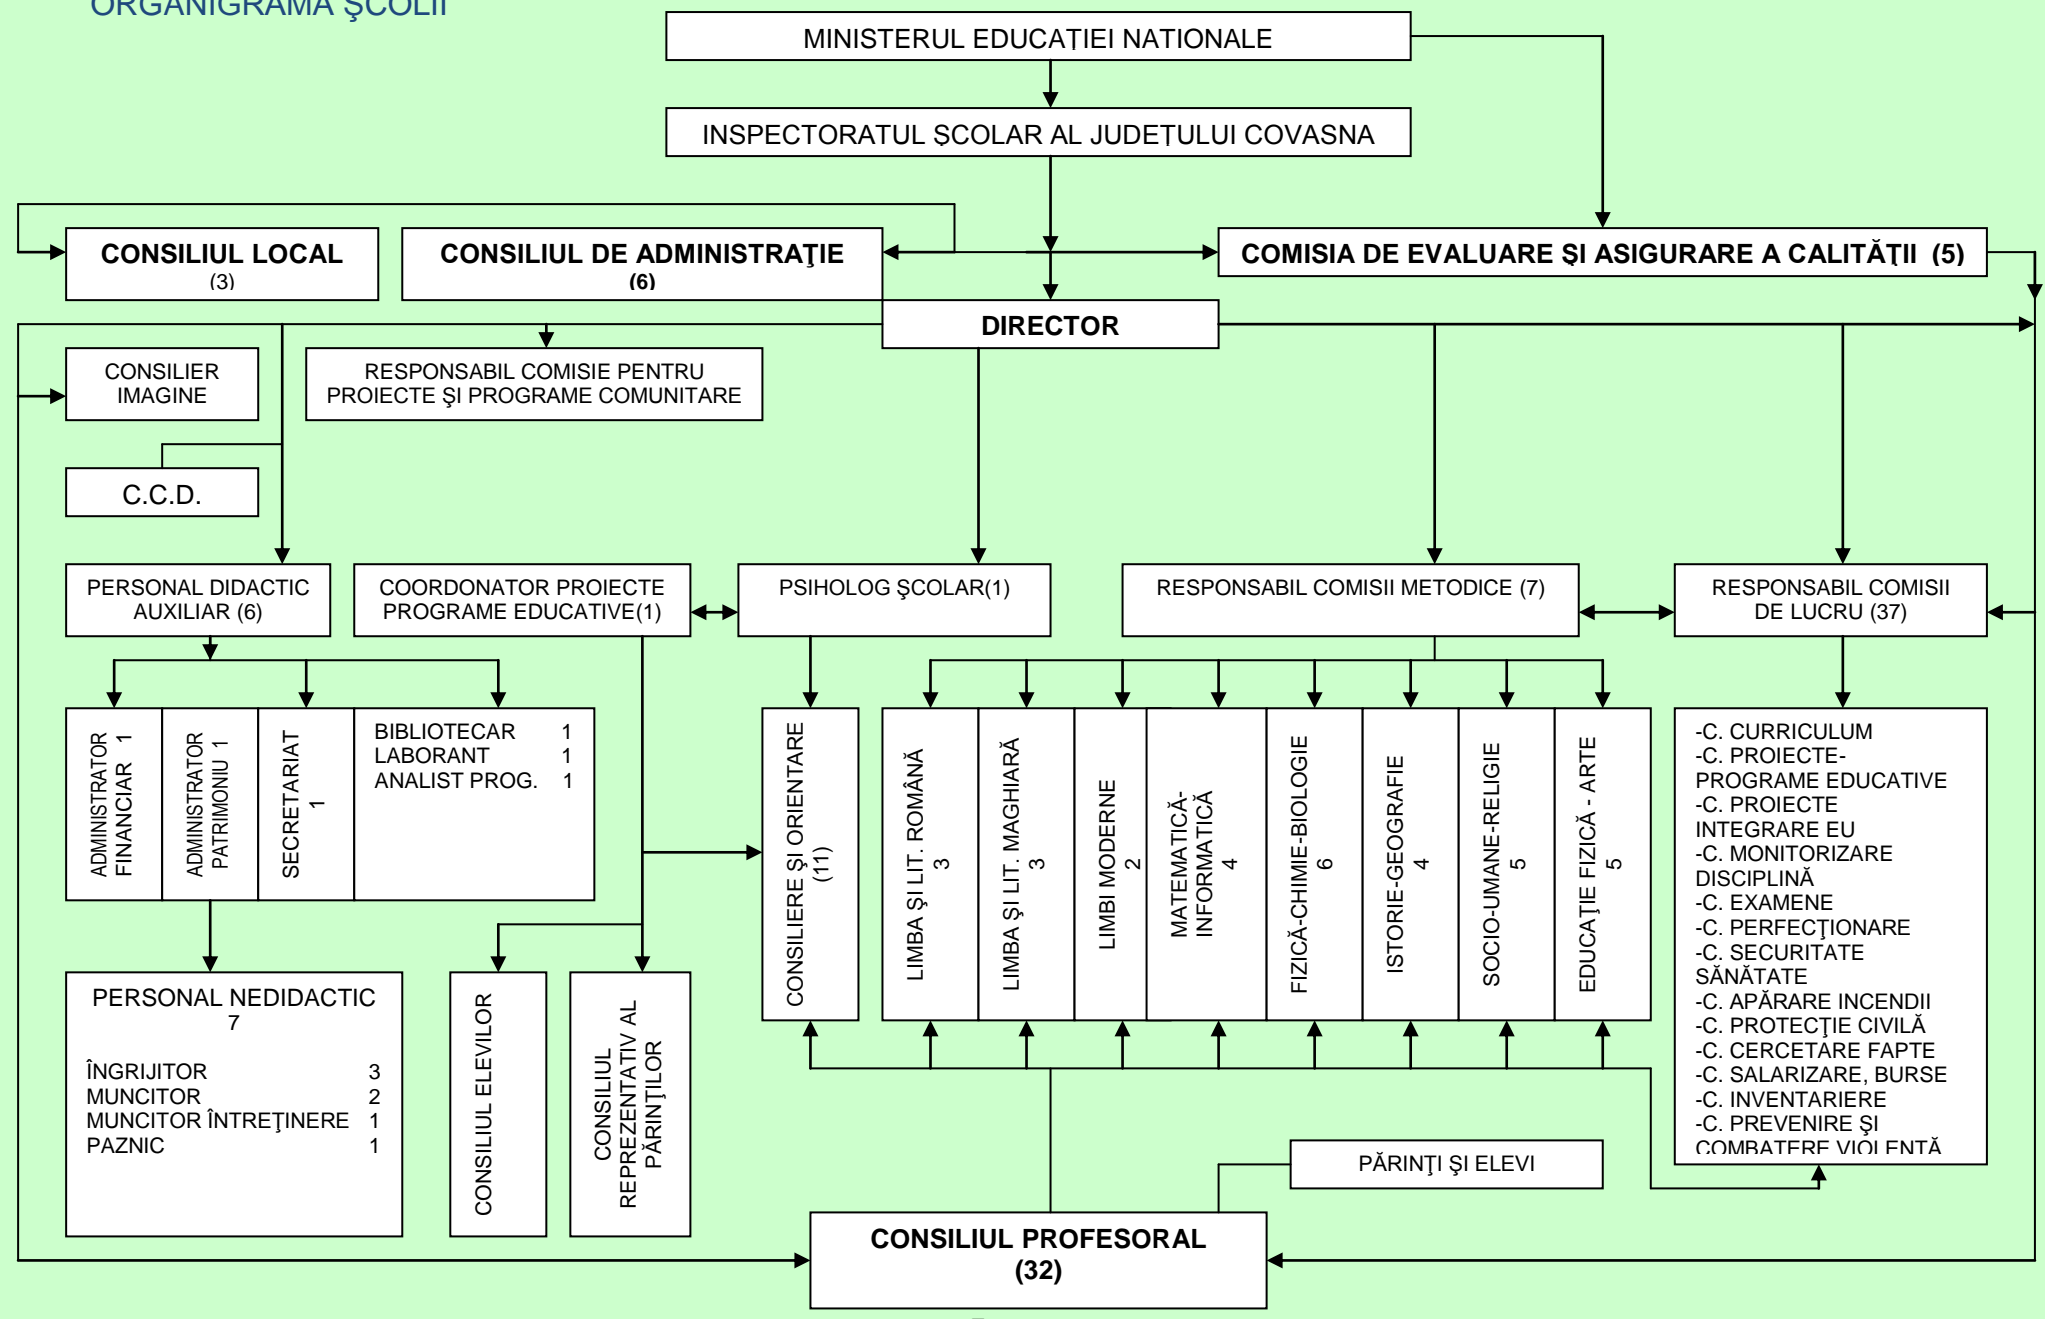 ORGANIGRAMA ŞCOLII
MINISTERUL EDUCAŢIEI NAŢIONALE
INSPECTORATUL ŞCOLAR AL JUDEŢULUI COVASNA
CONSILIUL LOCAL
(3)
CONSILIUL DE ADMINISTRAŢIE
(6)
COMISIA DE EVALUARE ŞI ASIGURARE A CALITĂŢII (5)
DIRECTOR
CONSILIER
IMAGINE
RESPONSABIL COMISIE PENTRU
PROIECTE ŞI PROGRAME COMUNITARE
C.C.D.
PERSONAL DIDACTIC
AUXILIAR (6)
COORDONATOR PROIECTE
PROGRAME EDUCATIVE(1)
PSIHOLOG ŞCOLAR(1)
RESPONSABIL COMISII METODICE (7)
RESPONSABIL COMISII
DE LUCRU (37)
ADMINISTRATOR
FINANCIAR 1
ADMINISTRATOR
PATRIMONIU 1
SECRETARIAT
1
BIBLIOTECAR 1
LABORANT 1
ANALIST PROG. 1
CONSILIERE ŞI ORIENTARE
(11)
LIMBA ŞI LIT. ROMÂNĂ
3
LIMBA ŞI LIT. MAGHIARĂ
3
LIMBI MODERNE
2
MATEMATICĂ-
INFORMATICĂ
4
FIZICĂ-CHIMIE-BIOLOGIE
6
ISTORIE-GEOGRAFIE
4
SOCIO-UMANE-RELIGIE
5
EDUCAŢIE FIZICĂ - ARTE
5
-C. CURRICULUM
-C. PROIECTE-
PROGRAME EDUCATIVE
-C. PROIECTE
INTEGRARE EU
-C. MONITORIZARE
DISCIPLINĂ
-C. EXAMENE
-C. PERFECŢIONARE
-C. SECURITATE
SĂNĂTATE
-C. APĂRARE INCENDII
-C. PROTECŢIE CIVILĂ
-C. CERCETARE FAPTE
-C. SALARIZARE, BURSE
-C. INVENTARIERE
-C. PREVENIRE ŞI
COMBATERE VIOLENŢĂ
PERSONAL NEDIDACTIC
7
ÎNGRIJITOR 3
MUNCITOR 2
MUNCITOR ÎNTREŢINERE 1
PAZNIC 1
CONSILIUL ELEVILOR
CONSILIUL
REPREZENTATIV AL
PĂRINŢILOR
PĂRINŢI ŞI ELEVI
CONSILIUL PROFESORAL
(32)